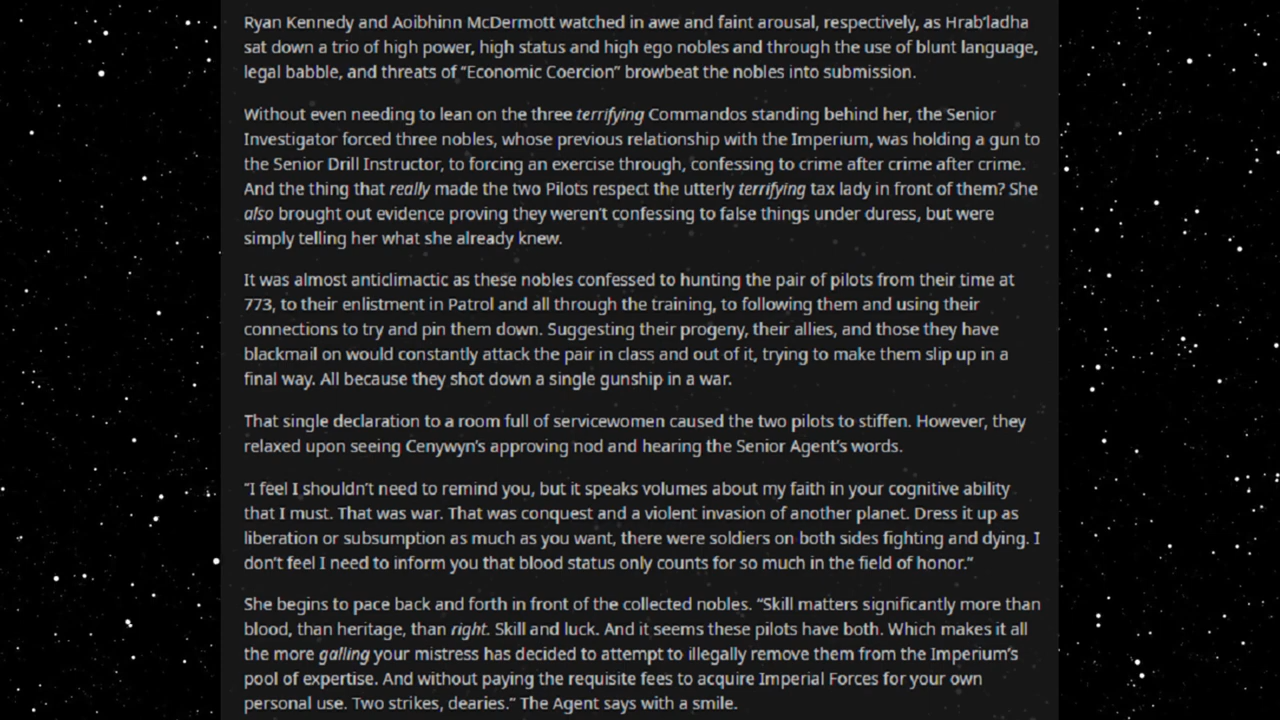 Ryan Kennedy and Aoibhinn McDermott watched in awe and faint arousal, respectively, as Hrab’ladha
sat down a trio of high power, high status and high ego nobles and through the use of blunt language,
legal babble, and threats of “Economic Coercion” browbeat the nobles into submission.
Without even needing to lean on the three terrifying Commandos standing behind her, the Senior
Investigator forced three nobles, whose previous relationship with the Imperium, was holding a gun to
the Senior Drill Instructor, to forcing an exercise through, confessing to crime after crime after crime.
And the thing that really made the two Pilots respect the utterly terrifying tax lady in front of them? She
also brought out evidence proving they weren’t confessing to false things under duress, but were
simply telling her what she already knew.
It was almost anticlimactic as these nobles confessed to hunting the pair of pilots from their time at
773, to their enlistment in Patrol and all through the training, to following them and using their
connections to try and pin them down. Suggesting their progeny, their allies, and those they have
blackmail on would constantly attack the pair in class and out of it, trying to make them slip up in a
final way. All because they shot down a single gunship in a war.
That single declaration to a room full of servicewomen caused the two pilots to stiffen. However, they
relaxed upon seeing Cenywyn’s approving nod and hearing the Senior Agent’s words.
“I feel I shouldn’t need to remind you, but it speaks volumes about my faith in your cognitive ability
that I must. That was war. That was conquest and a violent invasion of another planet. Dress it up as
liberation or subsumption as much as you want, there were soldiers on both sides fighting and dying. I
don’t feel I need to inform you that blood status only counts for so much in the field of honor.”
She begins to pace back and forth in front of the collected nobles. “Skill matters significantly more than
blood, than heritage, than right. Skill and luck. And it seems these pilots have both. Which makes it all
the more galling your mistress has decided to attempt to illegally remove them from the Imperium’s
pool of expertise. And without paying the requisite fees to acquire Imperial Forces for your own
personal use. Two strikes, dearies.” The Agent says with a smile.